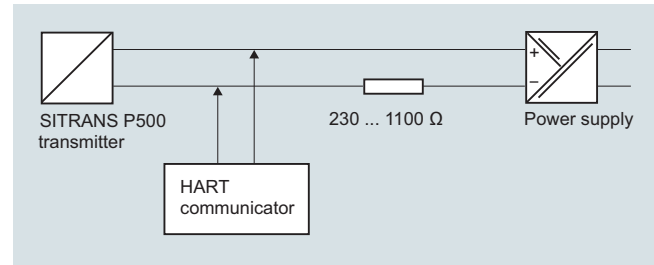 +
–
SITRANS P500
transmitter
230 ... 1100 Ω
Power supply
HART
communicator